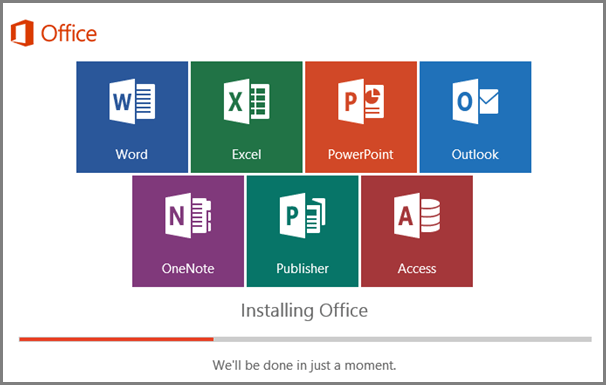 Office
W Word
X Excel
P PowerPoint
O Outlook
N OneNote
P Publisher
A Access
Installing Office
We'll be done in just a moment.